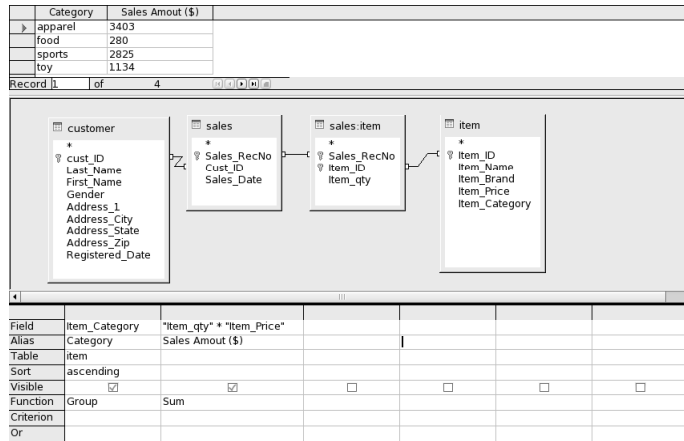 Category Sales Amout ($)
apparel 3403
food 280
sports 2825
toy 1134
Record 1 of 4
customer
*
cust_ID
Last_Name
First_Name
Gender
Address_1
Address_City
Address_State
Address_Zip
Registered_Date
sales
*
Sales_RecNo
Cust_ID
Sales_Date
sales:item
*
Sales_RecNo
Item_ID
Item_qty
item
*
Item_ID
Item_Name
Item_Brand
Item_Price
Item_Category
Field Item_Category "Item_qty" * "Item_Price"
Alias Category Sales Amout ($)
Table item
Sort ascending
Visible
Function Group Sum
Criterion
Or